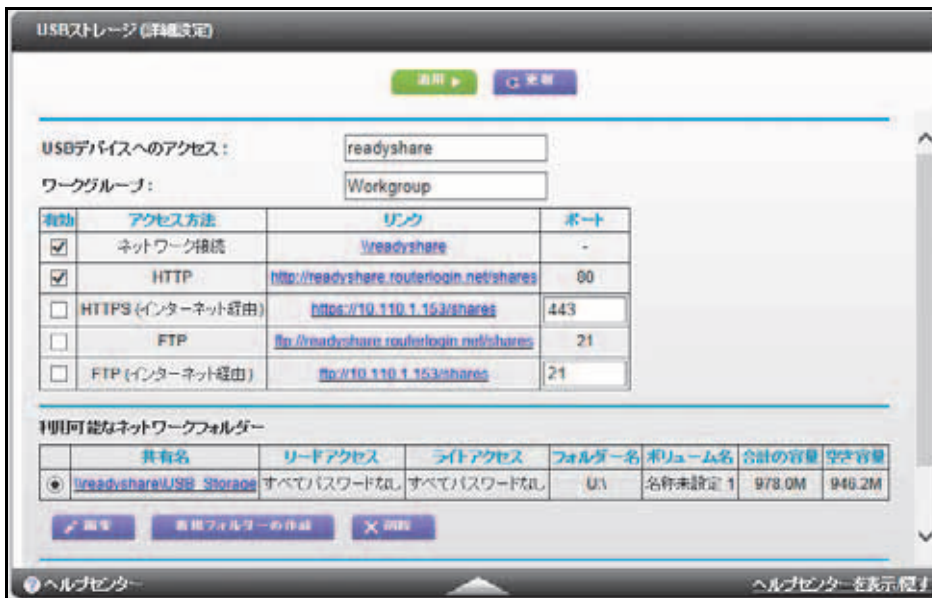 USBストレージ (詳細設定)
適用
更新
USBデバイスへのアクセス : readyshare
ワークグループ : Workgroup
有効 アクセス方法 リンク ポート
ネットワーク接続 \\readyshare -
HTTP http://readyshare.routerlogin.net/shares 80
HTTPS (インターネット経由) https://10.110.1.153/shares 443
FTP ftp://readyshare.routerlogin.net/shares 21
FTP (インターネット経由) ftp://10.110.1.153/shares 21
利用可能なネットワークフォルダー
共有名 リードアクセス ライトアクセス フォルダー名 ボリューム名 合計の容量 空き容量
\\readyshare\USB_Storage すべてパスワードなし すべてパスワードなし U:\ 名称未設定 1 978.0M 946.2M
編集 新規フォルダーの作成 削除
ヘルプセンター ヘルプセンターを表示/隠す